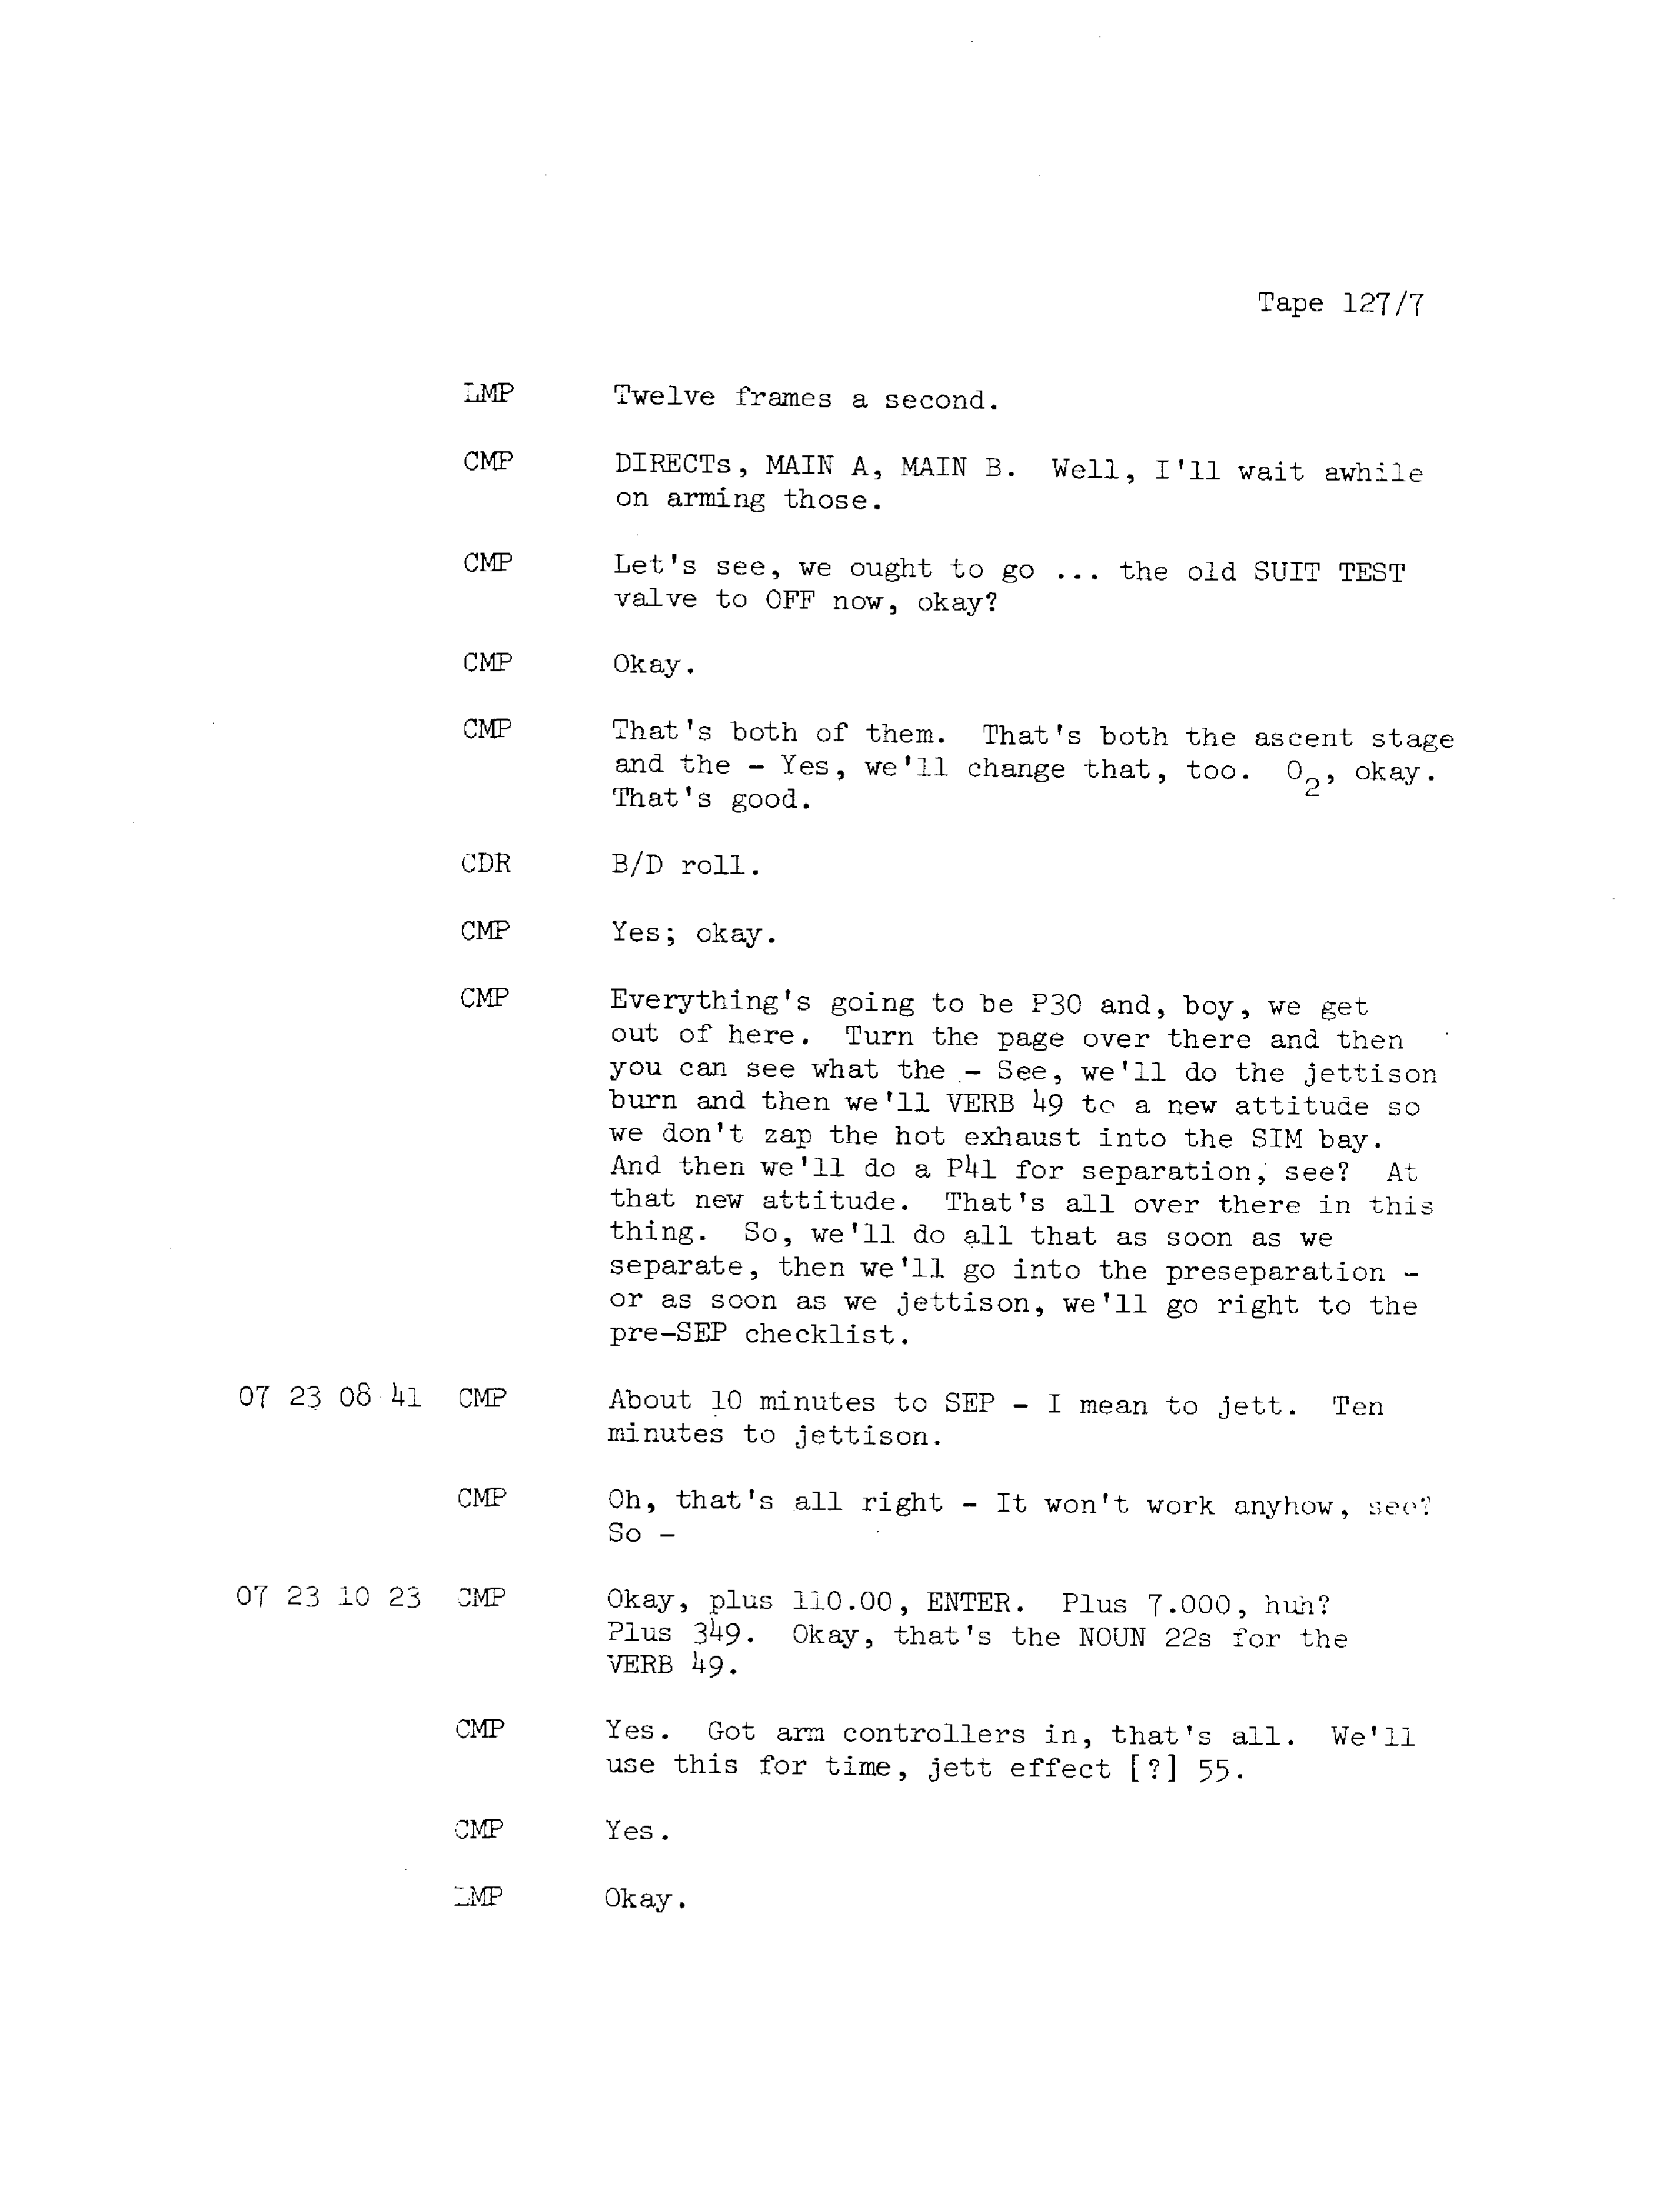 Tape 127/7
LMP Twelve frames a second.
CMP DIRECTs, MAIN A, MAIN B. Well, I'll wait awhile
on arming those.
CMP Let's see, we ought to go ... the old SUIT TEST
valve to OFF now, okay?
CMP Okay.
CMP That's both of them. That's both the ascent stage
and the - Yes, we'll change that, too. O2, okay.
That's good.
CDR B/D roll.
CMP Yes; okay.
CMP Everything's going to be P30 and, boy, we get
out of here. Turn the page over there and then
you can see what the - See, we'll do the jettison
burn and then we'll VERB 49 to a new attitude so
we don't zap the hot exhaust into the SIM bay.
And then we'll do a P41 for separation, see? At
that new attitude. That's all over there in this
thing. So, we'll do all that as soon as we
separate, then we'll go into the preseparation -
or as soon as we jettison, we'll go right to the
pre-SEP checklist.
07 23 08 41 CMP About 10 minutes to SEP - I mean to jett. Ten
minutes to jettison.
CMP Oh, that's all right - It won't work anyhow, see?
So -
07 23 10 23 CMP Okay, plus 110.00, ENTER. Plus 7.000, huh?
Plus 349. Okay, that's the NOUN 22s for the
VERB 49.
CMP Yes. Got arm controllers in, that's all. We'll
use this for time, jett effect [?] 55.
CMP Yes.
LMP Okay.